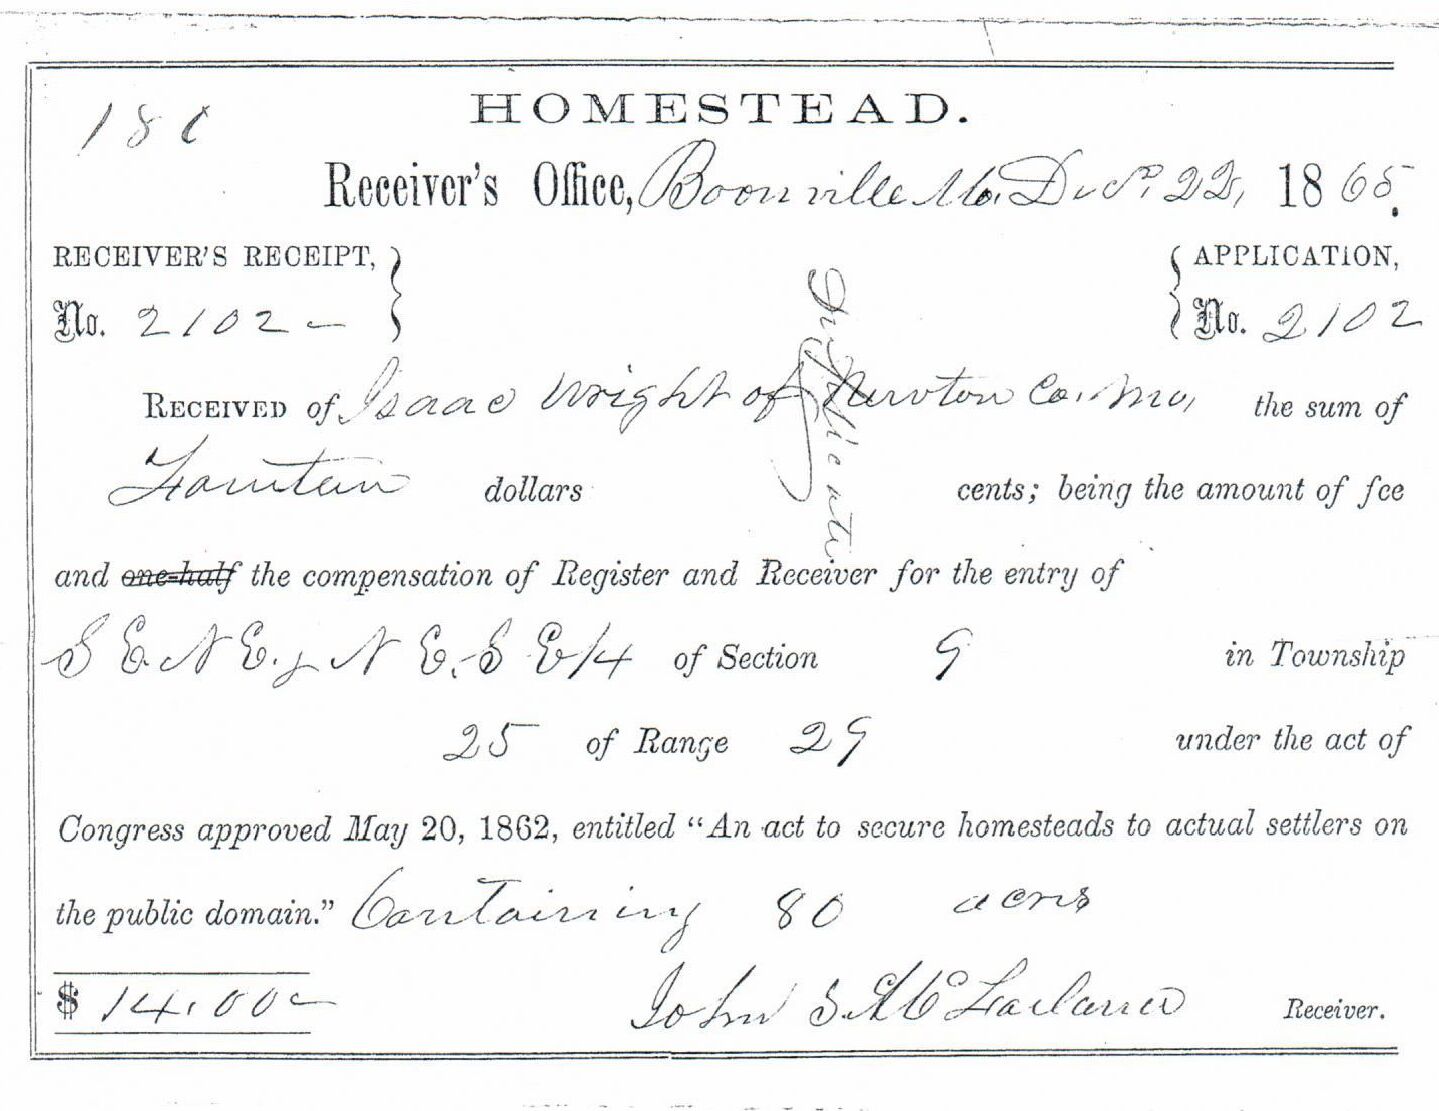 HOMESTEAD.
Receiver's Office, Boonville Mo. Decr. 22, 1865.
RECEIVER'S RECEIPT, APPLICATION,
No. 2102 No. 2102
Duplicate
RECEIVED of Isaac Wright of Newton Co. Mo, the sum of
Fourteen dollars cents; being the amount of fee
and one-half the compensation of Register and Receiver for the entry of
S E. N E. & N E. S E/4 of Section 9 in Township
25 of Range 29 under the act of
Congress approved May 20, 1862, entitled "An act to secure homesteads to actual settlers on
the public domain." Containing 80 acres
$ 14.00
John S. McFarland Receiver.